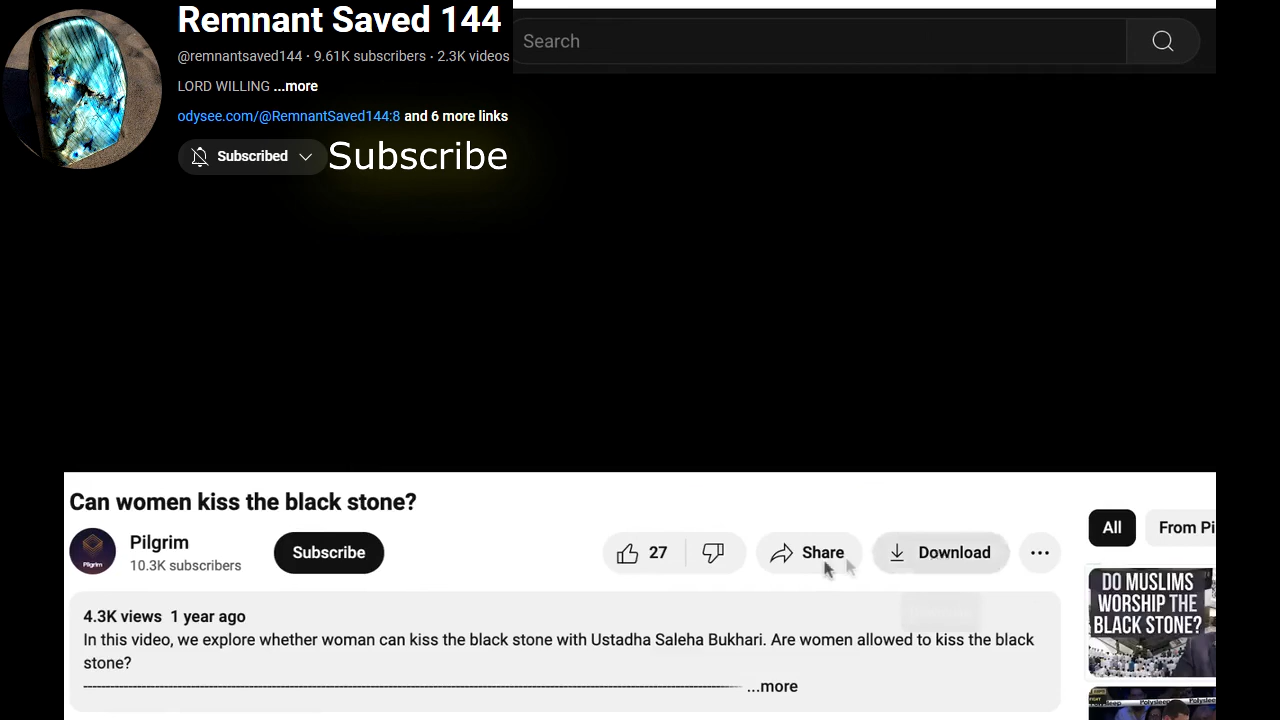 Remnant Saved 144
@remnantsaved144 · 9.61K subscribers · 2.3K videos
LORD WILLING ...more
odysee.com/@RemnantSaved144:8 and 6 more links
Subscribed
Subscribe
Search
Can women kiss the black stone?
Pilgrim
10.3K subscribers
Subscribe
27
Share
Download
All
From Pi
4.3K views 1 year ago
In this video, we explore whether woman can kiss the black stone with Ustadha Saleha Bukhari. Are women allowed to kiss the black
stone?
...more
DO MUSLIMS
WORSHIP THE
BLACK STONE?
Pilgrim
Polysleep
Polysleep